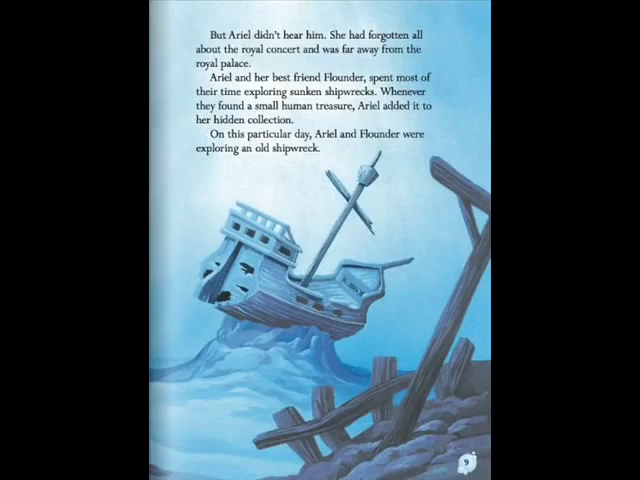 But Ariel didn't hear him. She had forgotten all
about the royal concert and was far away from the
royal palace.
Ariel and her best friend Flounder, spent most of
their time exploring sunken shipwrecks. Whenever
they found a small human treasure, Ariel added it to
her hidden collection.
On this particular day, Ariel and Flounder were
exploring an old shipwreck.
9